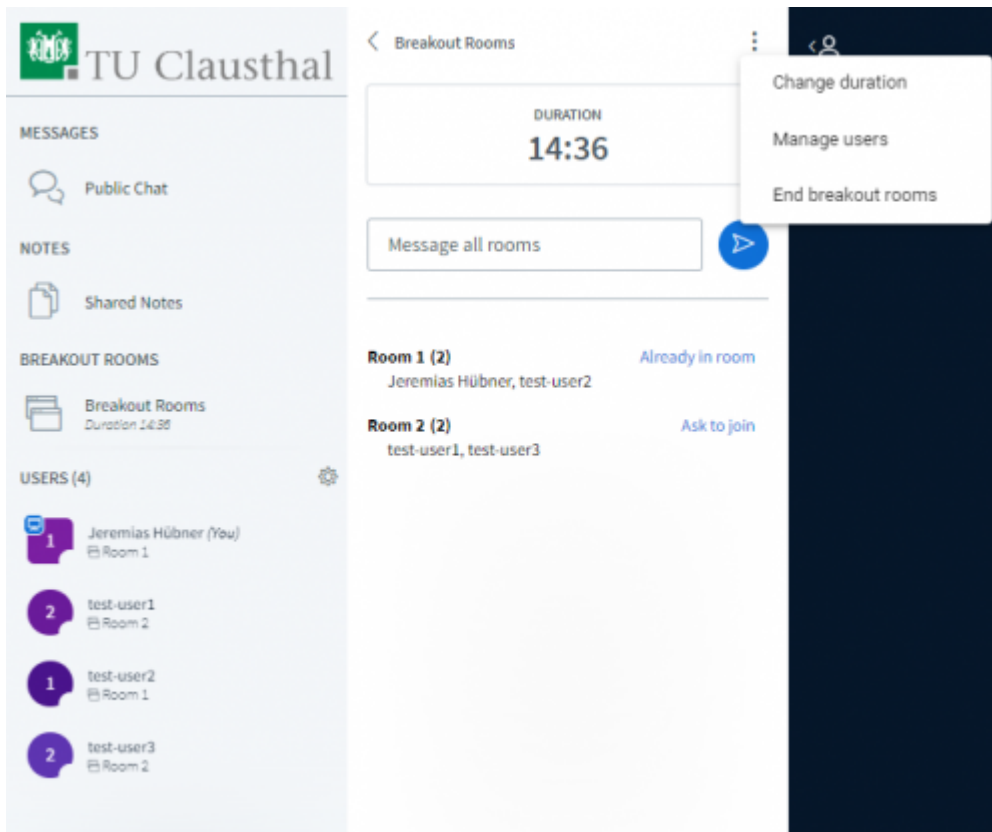 TU Clausthal
MESSAGES
Public Chat
NOTES
Shared Notes
BREAKOUT ROOMS
Breakout Rooms
Duration 14:36
USERS (4)
1
Jeremias Hübner (You)
Room 1
2
test-user1
Room 2
1
test-user2
Room 1
2
test-user3
Room 2
Breakout Rooms
DURATION
14:36
Message all rooms
Room 1 (2)
Already in room
Jeremias Hübner, test-user2
Room 2 (2)
Ask to join
test-user1, test-user3
Change duration
Manage users
End breakout rooms